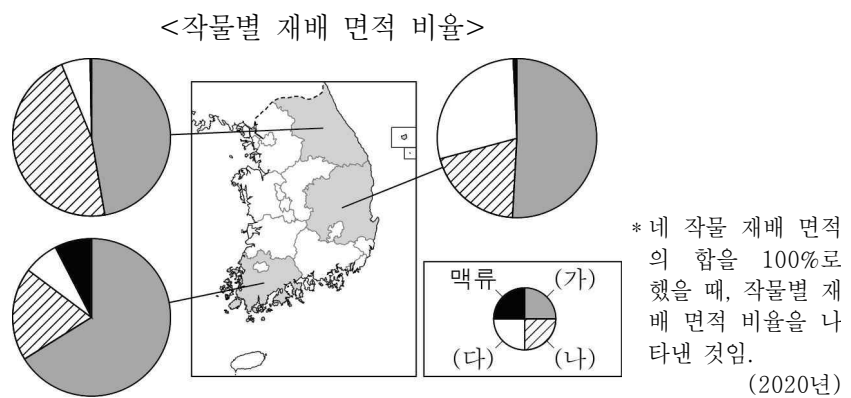 <작물별 재배 면적 비율>
맥류
(가)
(다)
(나)
* 네 작물 재배 면적
의 합을 100%로
했을 때, 작물별 재
배 면적 비율을 나
타낸 것임.
(2020년)